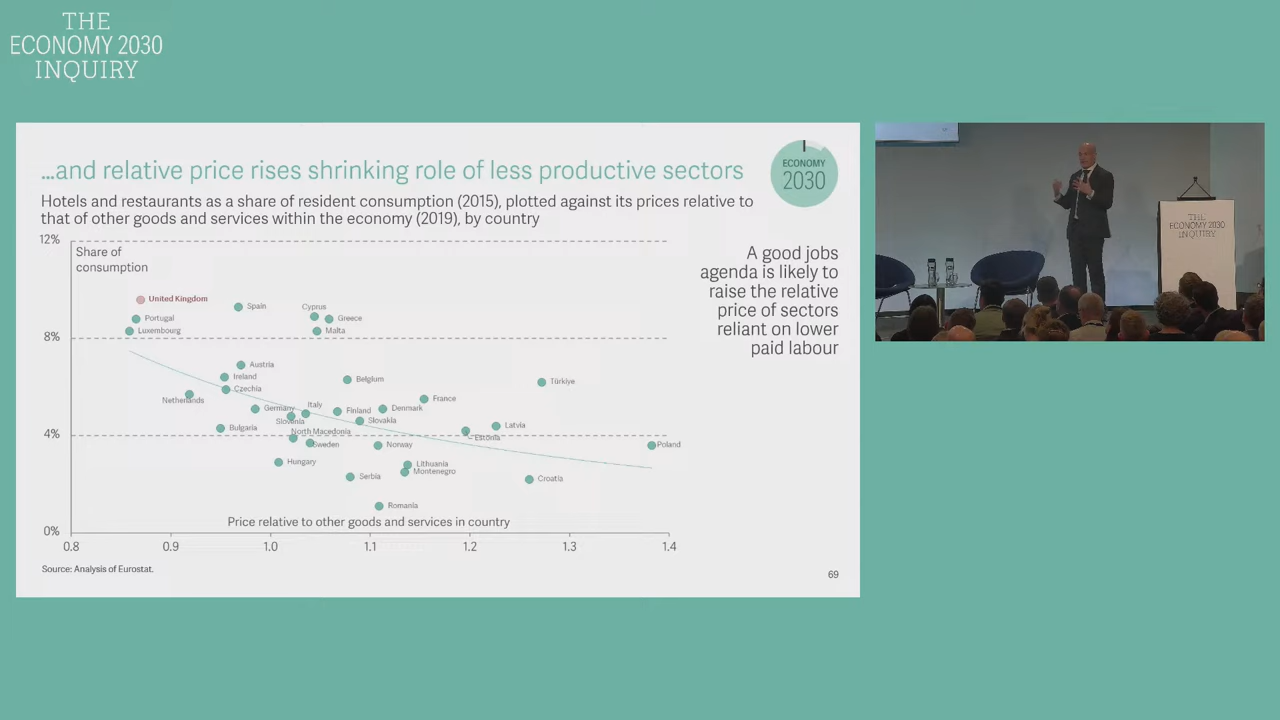 THE
ECONOMY 2030
INQUIRY
...and relative price rises shrinking role of less productive sectors
ECONOMY
2030
Hotels and restaurants as a share of resident consumption (2015), plotted against its prices relative to
that of other goods and services within the economy (2019), by country
12%
Share of
consumption
A good jobs
agenda is likely to
raise the relative
price of sectors
reliant on lower
paid labour
United Kingdom
Spain
Cyprus
Portugal
Greece
Luxembourg
Malta
8%
Austria
Ireland
Belgium
Türkiye
Czechia
Netherlands
France
Germany
Italy
Finland
Denmark
Slovenia
Slovakia
Bulgaria
Latvia
North Macedonia
4%
Estonia
Sweden
Norway
Poland
Hungary
Lithuania
Montenegro
Serbia
Croatia
Romania
Price relative to other goods and services in country
0%
0.8 0.9 1.0 1.1 1.2 1.3 1.4
Source: Analysis of Eurostat.
69
THE
ECONOMY 2030
INQUIRY